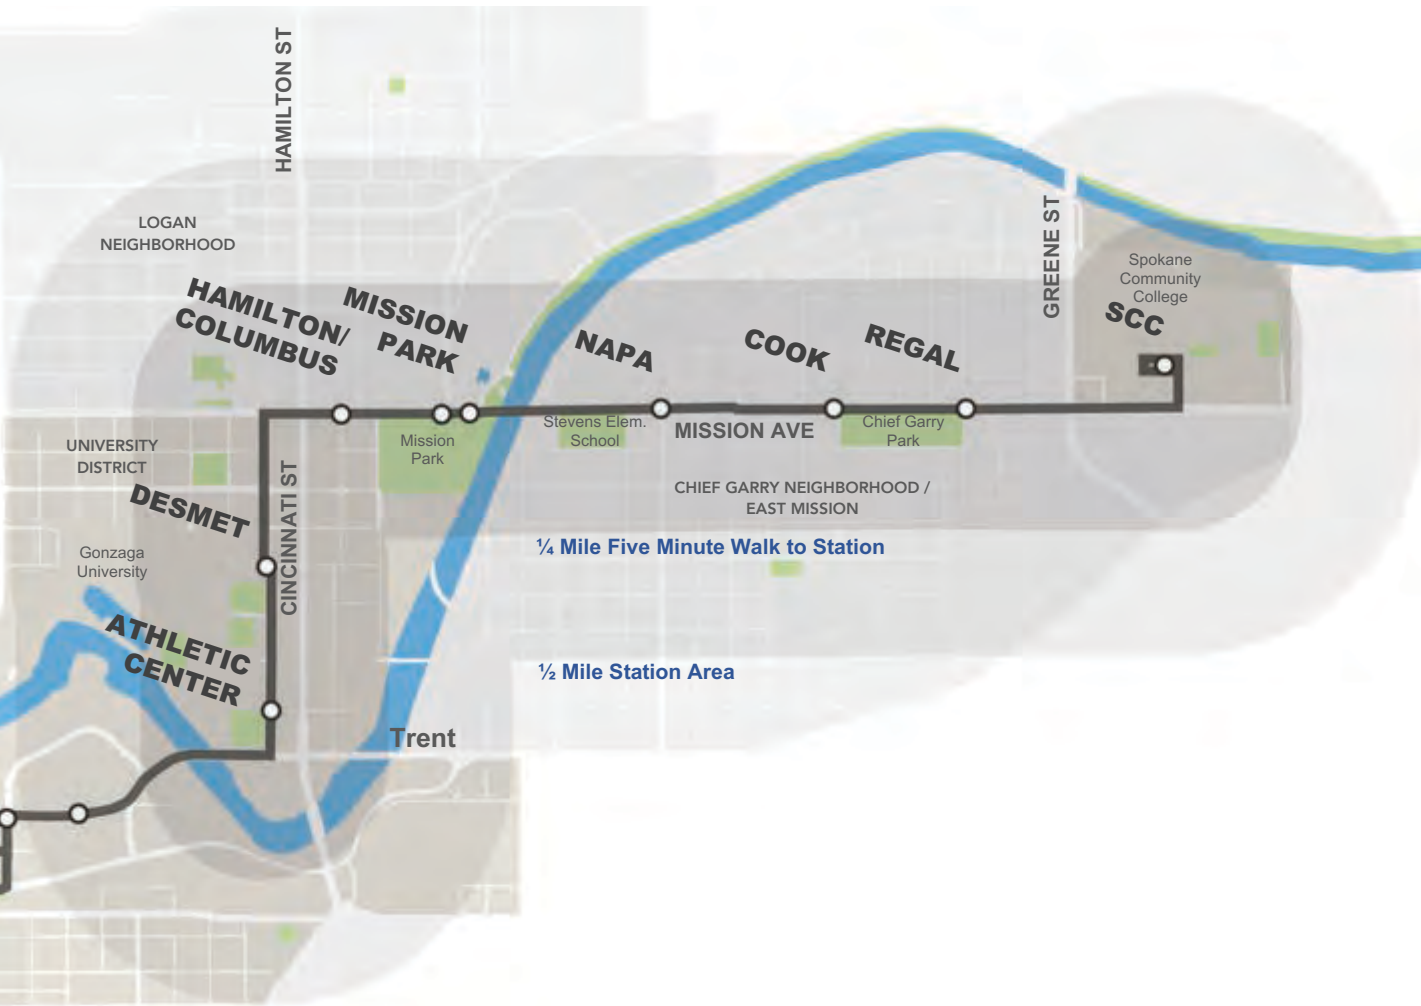 HAMILTON ST
LOGAN
NEIGHBORHOOD
HAMILTON/
COLUMBUS
MISSION
PARK
NAPA
COOK
REGAL
GREENE ST
Spokane
Community
College
SCC
Stevens Elem.
School
MISSION AVE
Chief Garry
Park
Mission
Park
UNIVERSITY
DISTRICT
DESMET
CINCINNATI ST
CHIEF GARRY NEIGHBORHOOD /
EAST MISSION
¼ Mile Five Minute Walk to Station
Gonzaga
University
ATHLETIC
CENTER
½ Mile Station Area
Trent